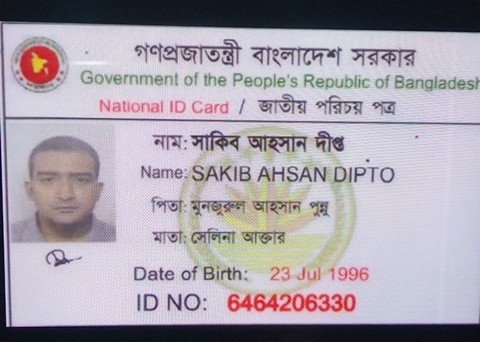 গণপ্রজাতন্ত্রী বাংলাদেশ সরকার
Government of the People's Republic of Bangladesh
National ID Card / জাতীয় পরিচয় পত্র
নাম: সাকিব আহসান দীপ্ত
Name: SAKIB AHSAN DIPTO
পিতা: মুনজুরুল আহসান পুন্নু
মাতা: সেলিনা আক্তার
Date of Birth: 23 Jul 1996
ID NO: 6464206330